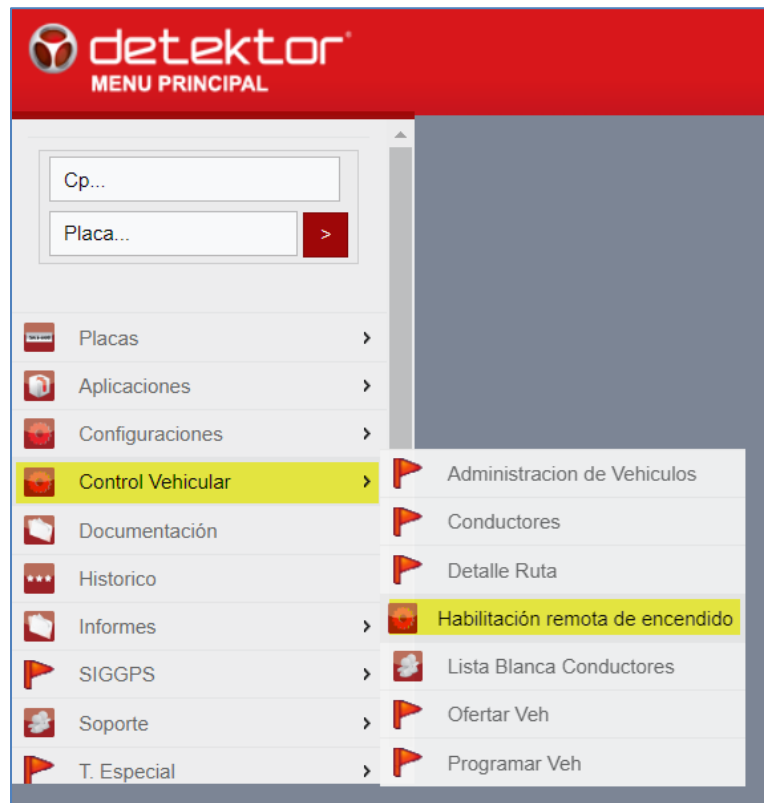 detektor
MENU PRINCIPAL
Cp...
Placa...
>
Placas
Aplicaciones
Configuraciones
Control Vehicular
Documentación
Historico
Informes
SIGGPS
Soporte
T. Especial
Administracion de Vehiculos
Conductores
Detalle Ruta
Habilitación remota de encendido
Lista Blanca Conductores
Ofertar Veh
Programar Veh